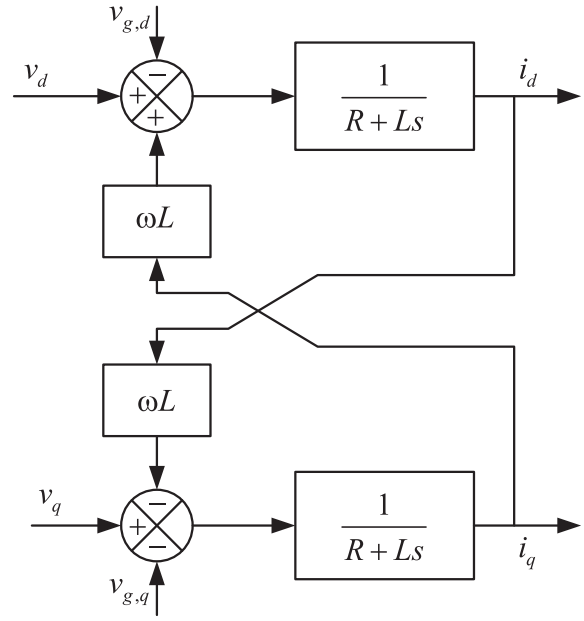 v_{g,d}
v_d
−
+
+
1
R + Ls
i_d
ωL
ωL
v_q
−
+
−
1
R + Ls
i_q
v_{g,q}